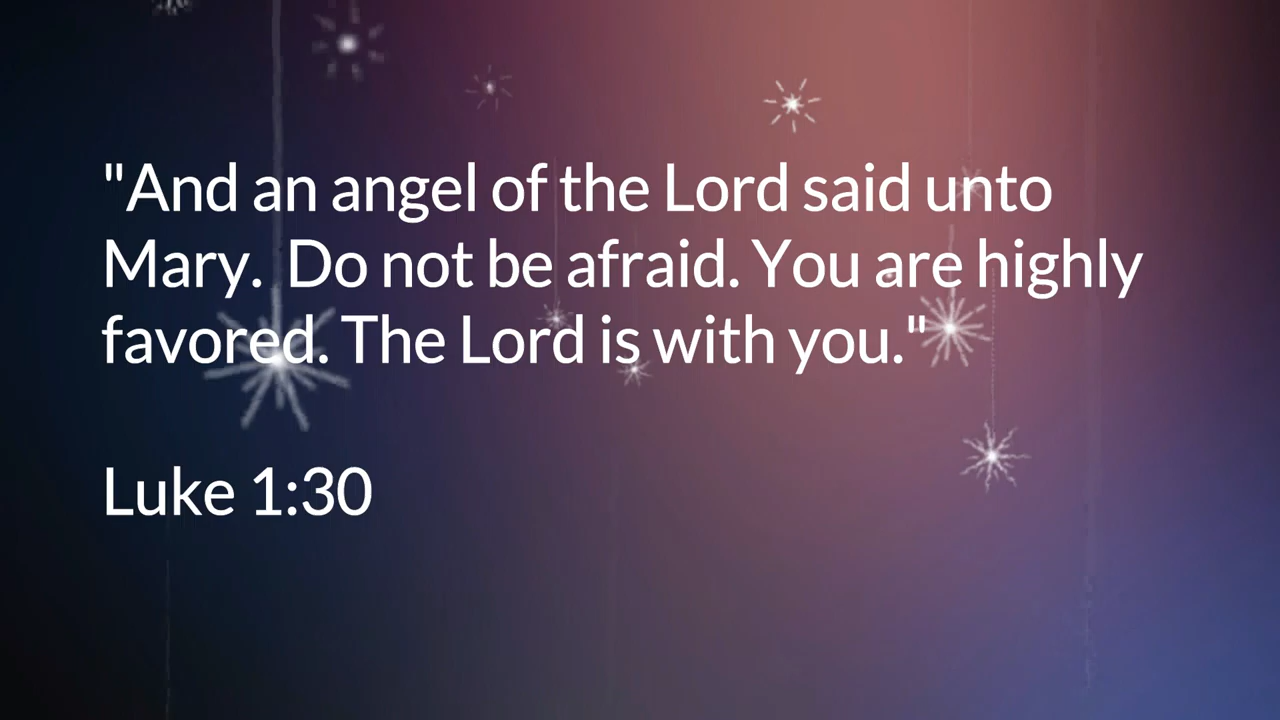 "And an angel of the Lord said unto
Mary.  Do not be afraid. You are highly
favored. The Lord is with you."
Luke 1:30